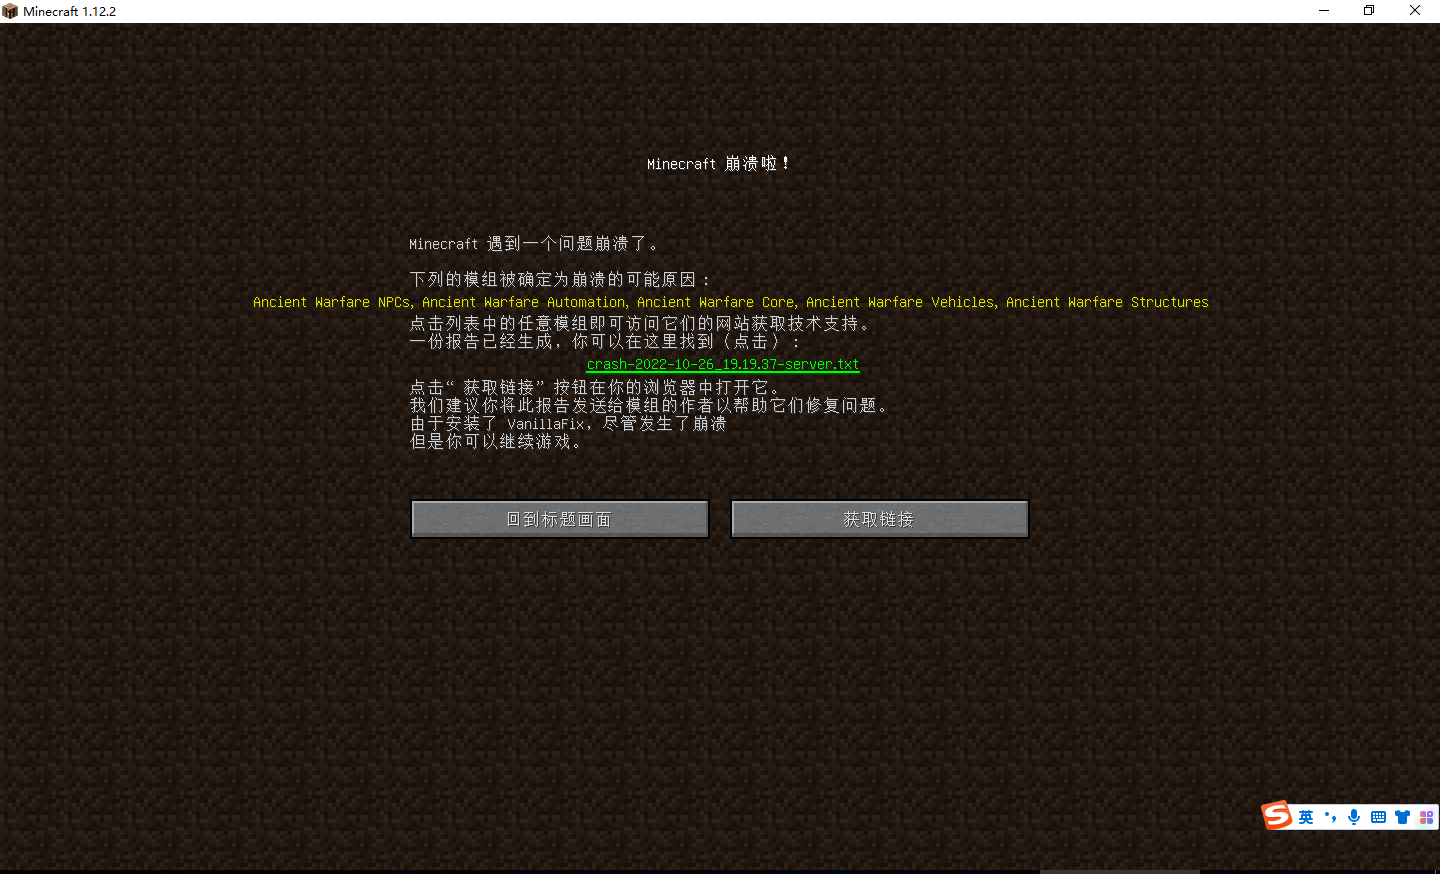 Minecraft 1.12.2
Minecraft 崩溃啦！
Minecraft 遇到一个问题崩溃了。
下列的模组被确定为崩溃的可能原因：
Ancient Warfare NPCs, Ancient Warfare Automation, Ancient Warfare Core, Ancient Warfare Vehicles, Ancient Warfare Structures
点击列表中的任意模组即可访问它们的网站获取技术支持。
一份报告已经生成，你可以在这里找到（点击）：
crash-2022-10-26_19.19.37-server.txt
点击“获取链接”按钮在你的浏览器中打开它。
我们建议你将此报告发送给模组的作者以帮助它们修复问题。
由于安装了 VanillaFix，尽管发生了崩溃
但是你可以继续游戏。
回到标题画面
获取链接
英